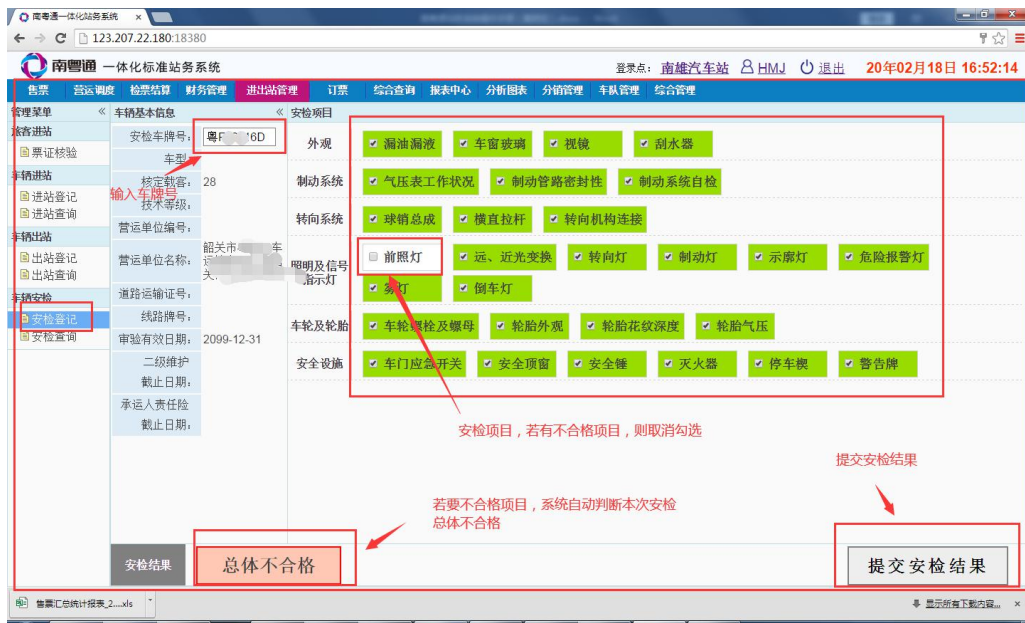 南粤通一体化站务系统
123.207.22.180:18380
南粤通 一体化标准站务系统
登录点: 南雄汽车站 HMJ 退出 20年02月18日 16:52:14
售票 营运调度 检票结算 财务管理 进出站管理 订票 综合查询 报表中心 分析图表 分销管理 车队管理 综合管理
管理菜单
旅客进站
票证校验
车辆进站
进站登记
进站查询
车辆出站
出站登记
出站查询
车辆安检
安检登记
安检查询
车辆基本信息
安检车牌号: 粤F 6D
车型:
核定载客: 28
技术等级:
营运单位编号:
营运单位名称: 韶关市 车
道路运输证号:
线路牌号:
审验有效日期: 2099-12-31
二级维护
截止日期:
承运人责任险
截止日期:
输入车牌号
安检项目
外观 漏油漏液 车窗玻璃 视镜 刮水器
制动系统 气压表工作状况 制动管路密封性 制动系统自检
转向系统 球销总成 横直拉杆 转向机构连接
照明及信号指示灯 前照灯 远、近光变换 转向灯 制动灯 示廓灯 危险报警灯
雾灯 倒车灯
车轮及轮胎 车轮螺栓及螺母 轮胎外观 轮胎花纹深度 轮胎气压
安全设施 车门应急开关 安全顶窗 安全锤 灭火器 停车楔 警告牌
安检项目，若有不合格项目，则取消勾选
提交安检结果
若要不合格项目，系统自动判断本次安检
总体不合格
安检结果 总体不合格 提交安检结果
售票汇总统计报表_2....xls
显示所有下载内容...